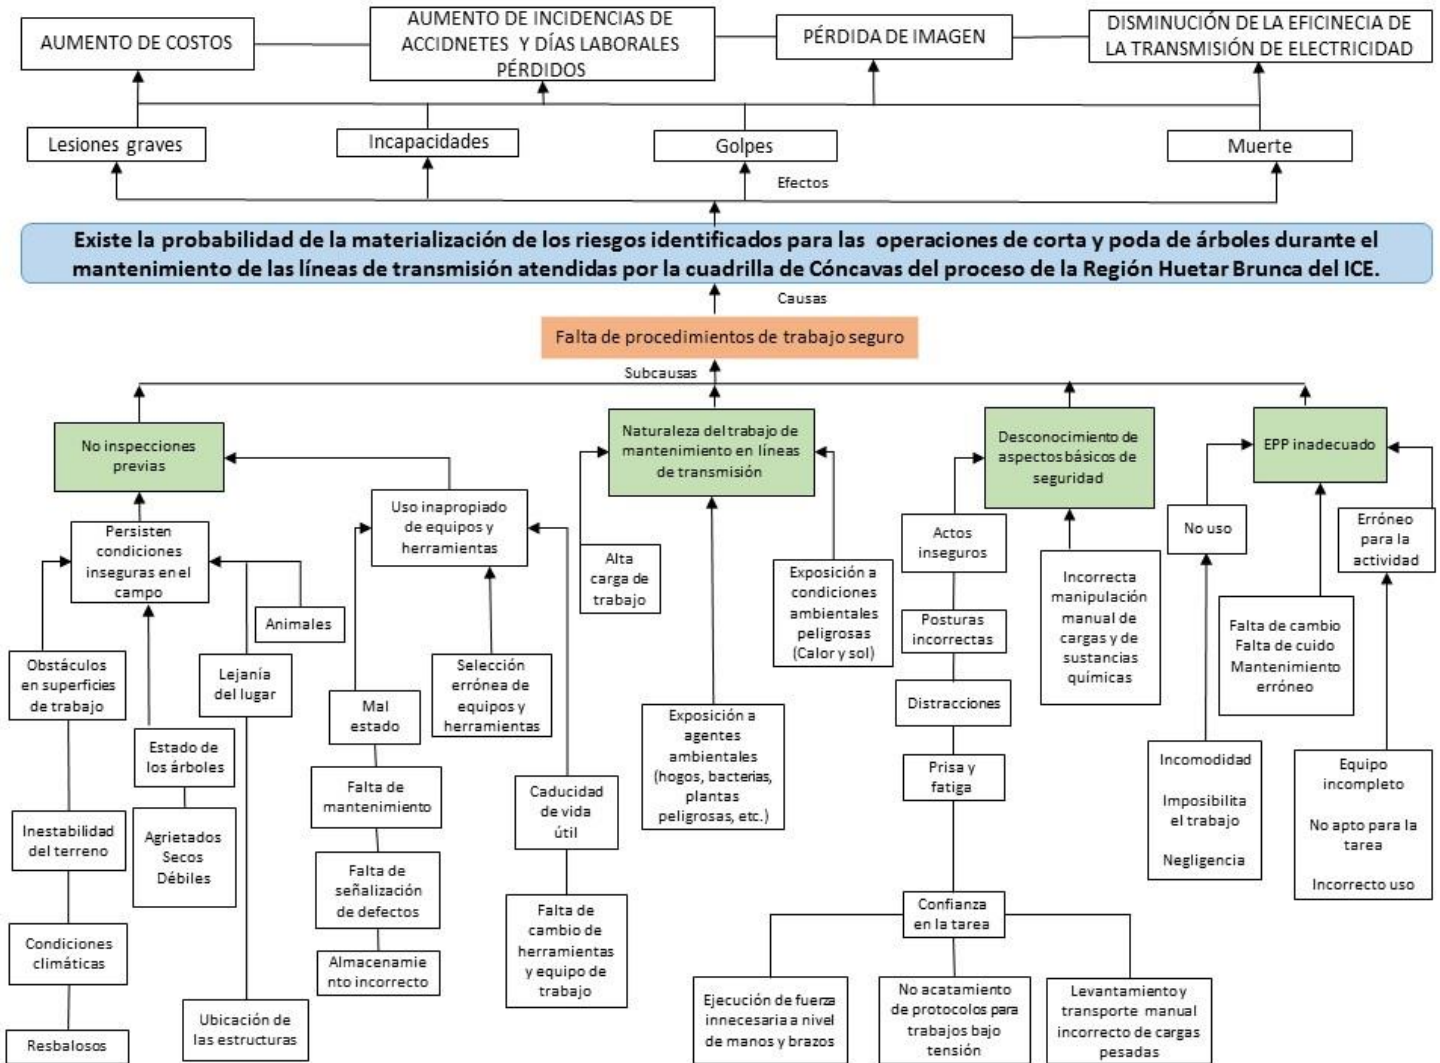 AUMENTO DE COSTOS
AUMENTO DE INCIDENCIAS DE
ACCIDNETES Y DÍAS LABORALES
PÉRDIDOS
PÉRDIDA DE IMAGEN
DISMINUCIÓN DE LA EFICINECIA DE
LA TRANSMISIÓN DE ELECTRICIDAD
Lesiones graves
Incapacidades
Golpes
Muerte
Efectos
Existe la probabilidad de la materialización de los riesgos identificados para las operaciones de corta y poda de árboles durante el
mantenimiento de las líneas de transmisión atendidas por la cuadrilla de Cóncavas del proceso de la Región Huetar Brunca del ICE.
Causas
Falta de procedimientos de trabajo seguro
Subcausas
No inspecciones
previas
Naturaleza del trabajo de
mantenimiento en líneas
de transmisión
Desconocimiento de
aspectos básicos de
seguridad
EPP inadecuado
Persisten
condiciones
inseguras en el
campo
Uso inapropiado
de equipos y
herramientas
Alta
carga de
trabajo
Exposición a
condiciones
ambientales
peligrosas
(Calor y sol)
Actos
inseguros
Incorrecta
manipulación
manual de
cargas y de
sustancias
químicas
No uso
Erróneo
para la
actividad
Animales
Obstáculos
en superficies
de trabajo
Lejanía
del lugar
Selección
errónea de
equipos y
herramientas
Mal
estado
Posturas
incorrectas
Falta de cambio
Falta de cuido
Mantenimiento
erróneo
Distracciones
Exposición a
agentes
ambientales
(hogos, bacterias,
plantas
peligrosas, etc.)
Estado de
los árboles
Prisa y
fatiga
Incomodidad
Imposibilita
el trabajo
Negligencia
Equipo
incompleto
No apto para la
tarea
Incorrecto uso
Falta de
mantenimiento
Caducidad
de vida
útil
Inestabilidad
del terreno
Agrietados
Secos
Débiles
Falta de
señalización
de defectos
Falta de
cambio de
herramientas
y equipo de
trabajo
Confianza
en la tarea
Condiciones
climáticas
Almacenamie
nto incorrecto
Ejecución de fuerza
innecesaria a nivel
de manos y brazos
No acatamiento
de protocolos para
trabajos bajo
tensión
Levantamiento y
transporte manual
incorrecto de cargas
pesadas
Ubicación de
las estructuras
Resbalosos